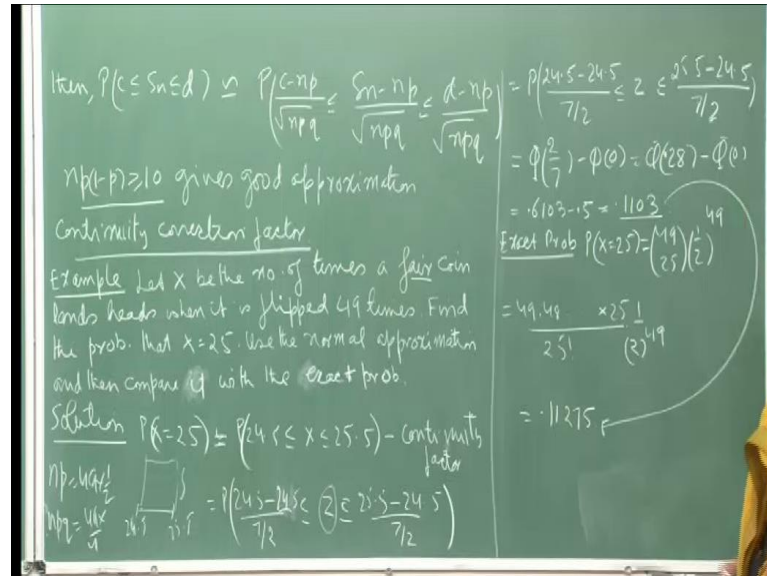 then, P(c ≤ Sn ≤ d) ≃ P((c-np)/√npq ≤ (Sn-np)/√npq ≤ (d-np)/√npq)
np(1-p) ≥ 10 gives good approximation
Continuity correction factor
Example Let X be the no. of times a fair coin
lands heads when it is flipped 49 times. Find
the prob. that X=25. Use the normal approximation
and then compare it with the exact prob.
Solution P(X=25) ≃ P(24.5 ≤ X ≤ 25.5) - Continuity
factor
np = 49×1/2
npq = 49×1/4
24.5 25.5
= P((24.5-24.5)/(7/2) ≤ Z ≤ (25.5-24.5)/(7/2))
= P((24.5-24.5)/(7/2) ≤ Z ≤ (25.5-24.5)/(7/2))
= Φ(2/7) - Φ(0) = Φ(.28) - Φ(0)
= .6103-.5 = .1103
Exact Prob P(X=25) = (49 25)(1/2)^49
= 49.48 ×25/25! 1/(2)^49
= .11275